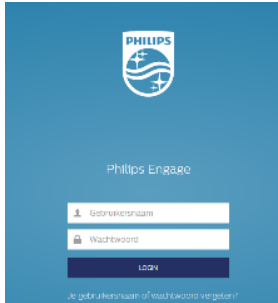 PHILIPS
Philips Engage
Gebruikersnaam
Wachtwoord
LOGIN
Je gebruikersnaam of wachtwoord vergeten?